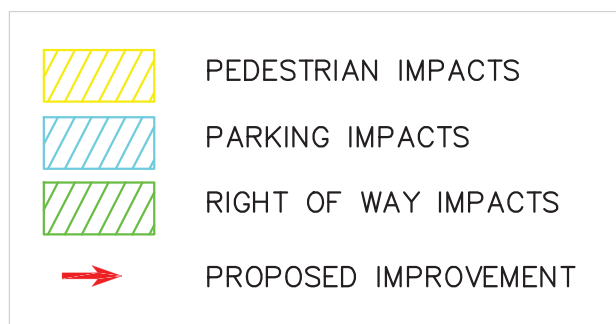 PEDESTRIAN IMPACTS
PARKING IMPACTS
RIGHT OF WAY IMPACTS
PROPOSED IMPROVEMENT